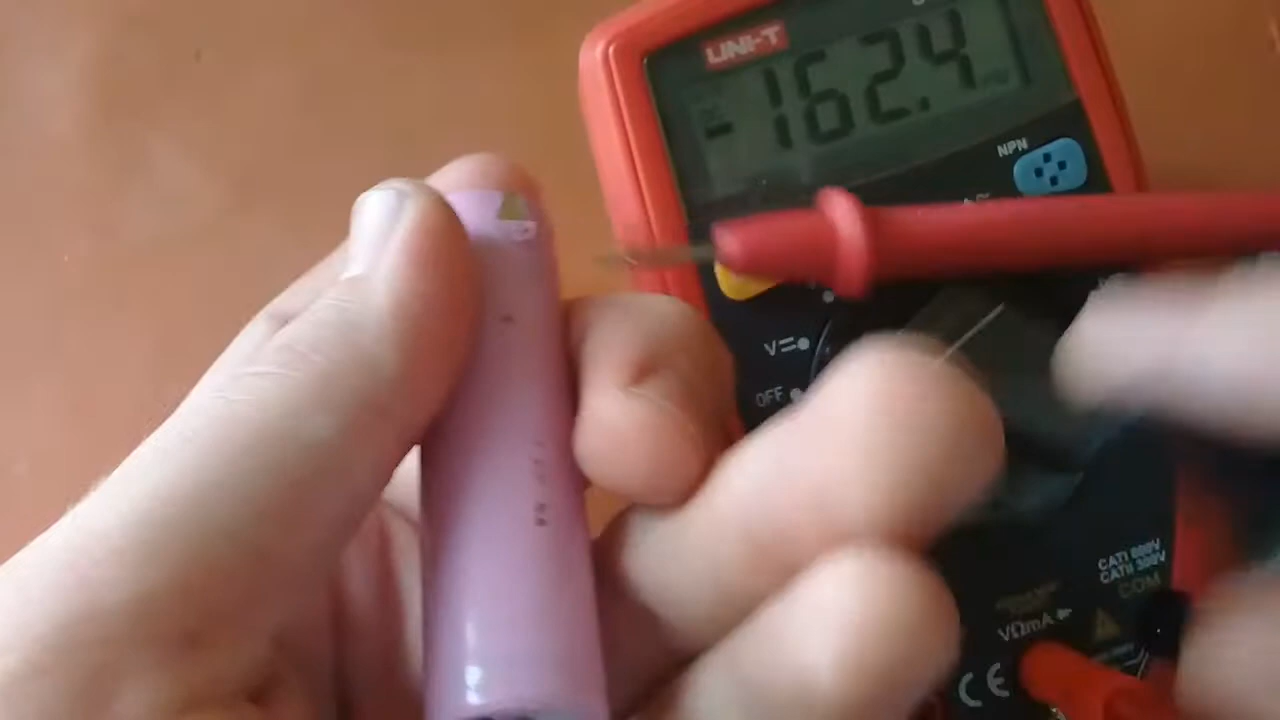 UNI-T
-162.4
NPN
V
OFF
CATI 600V
CATII 300V
COM
VΩmA
CE